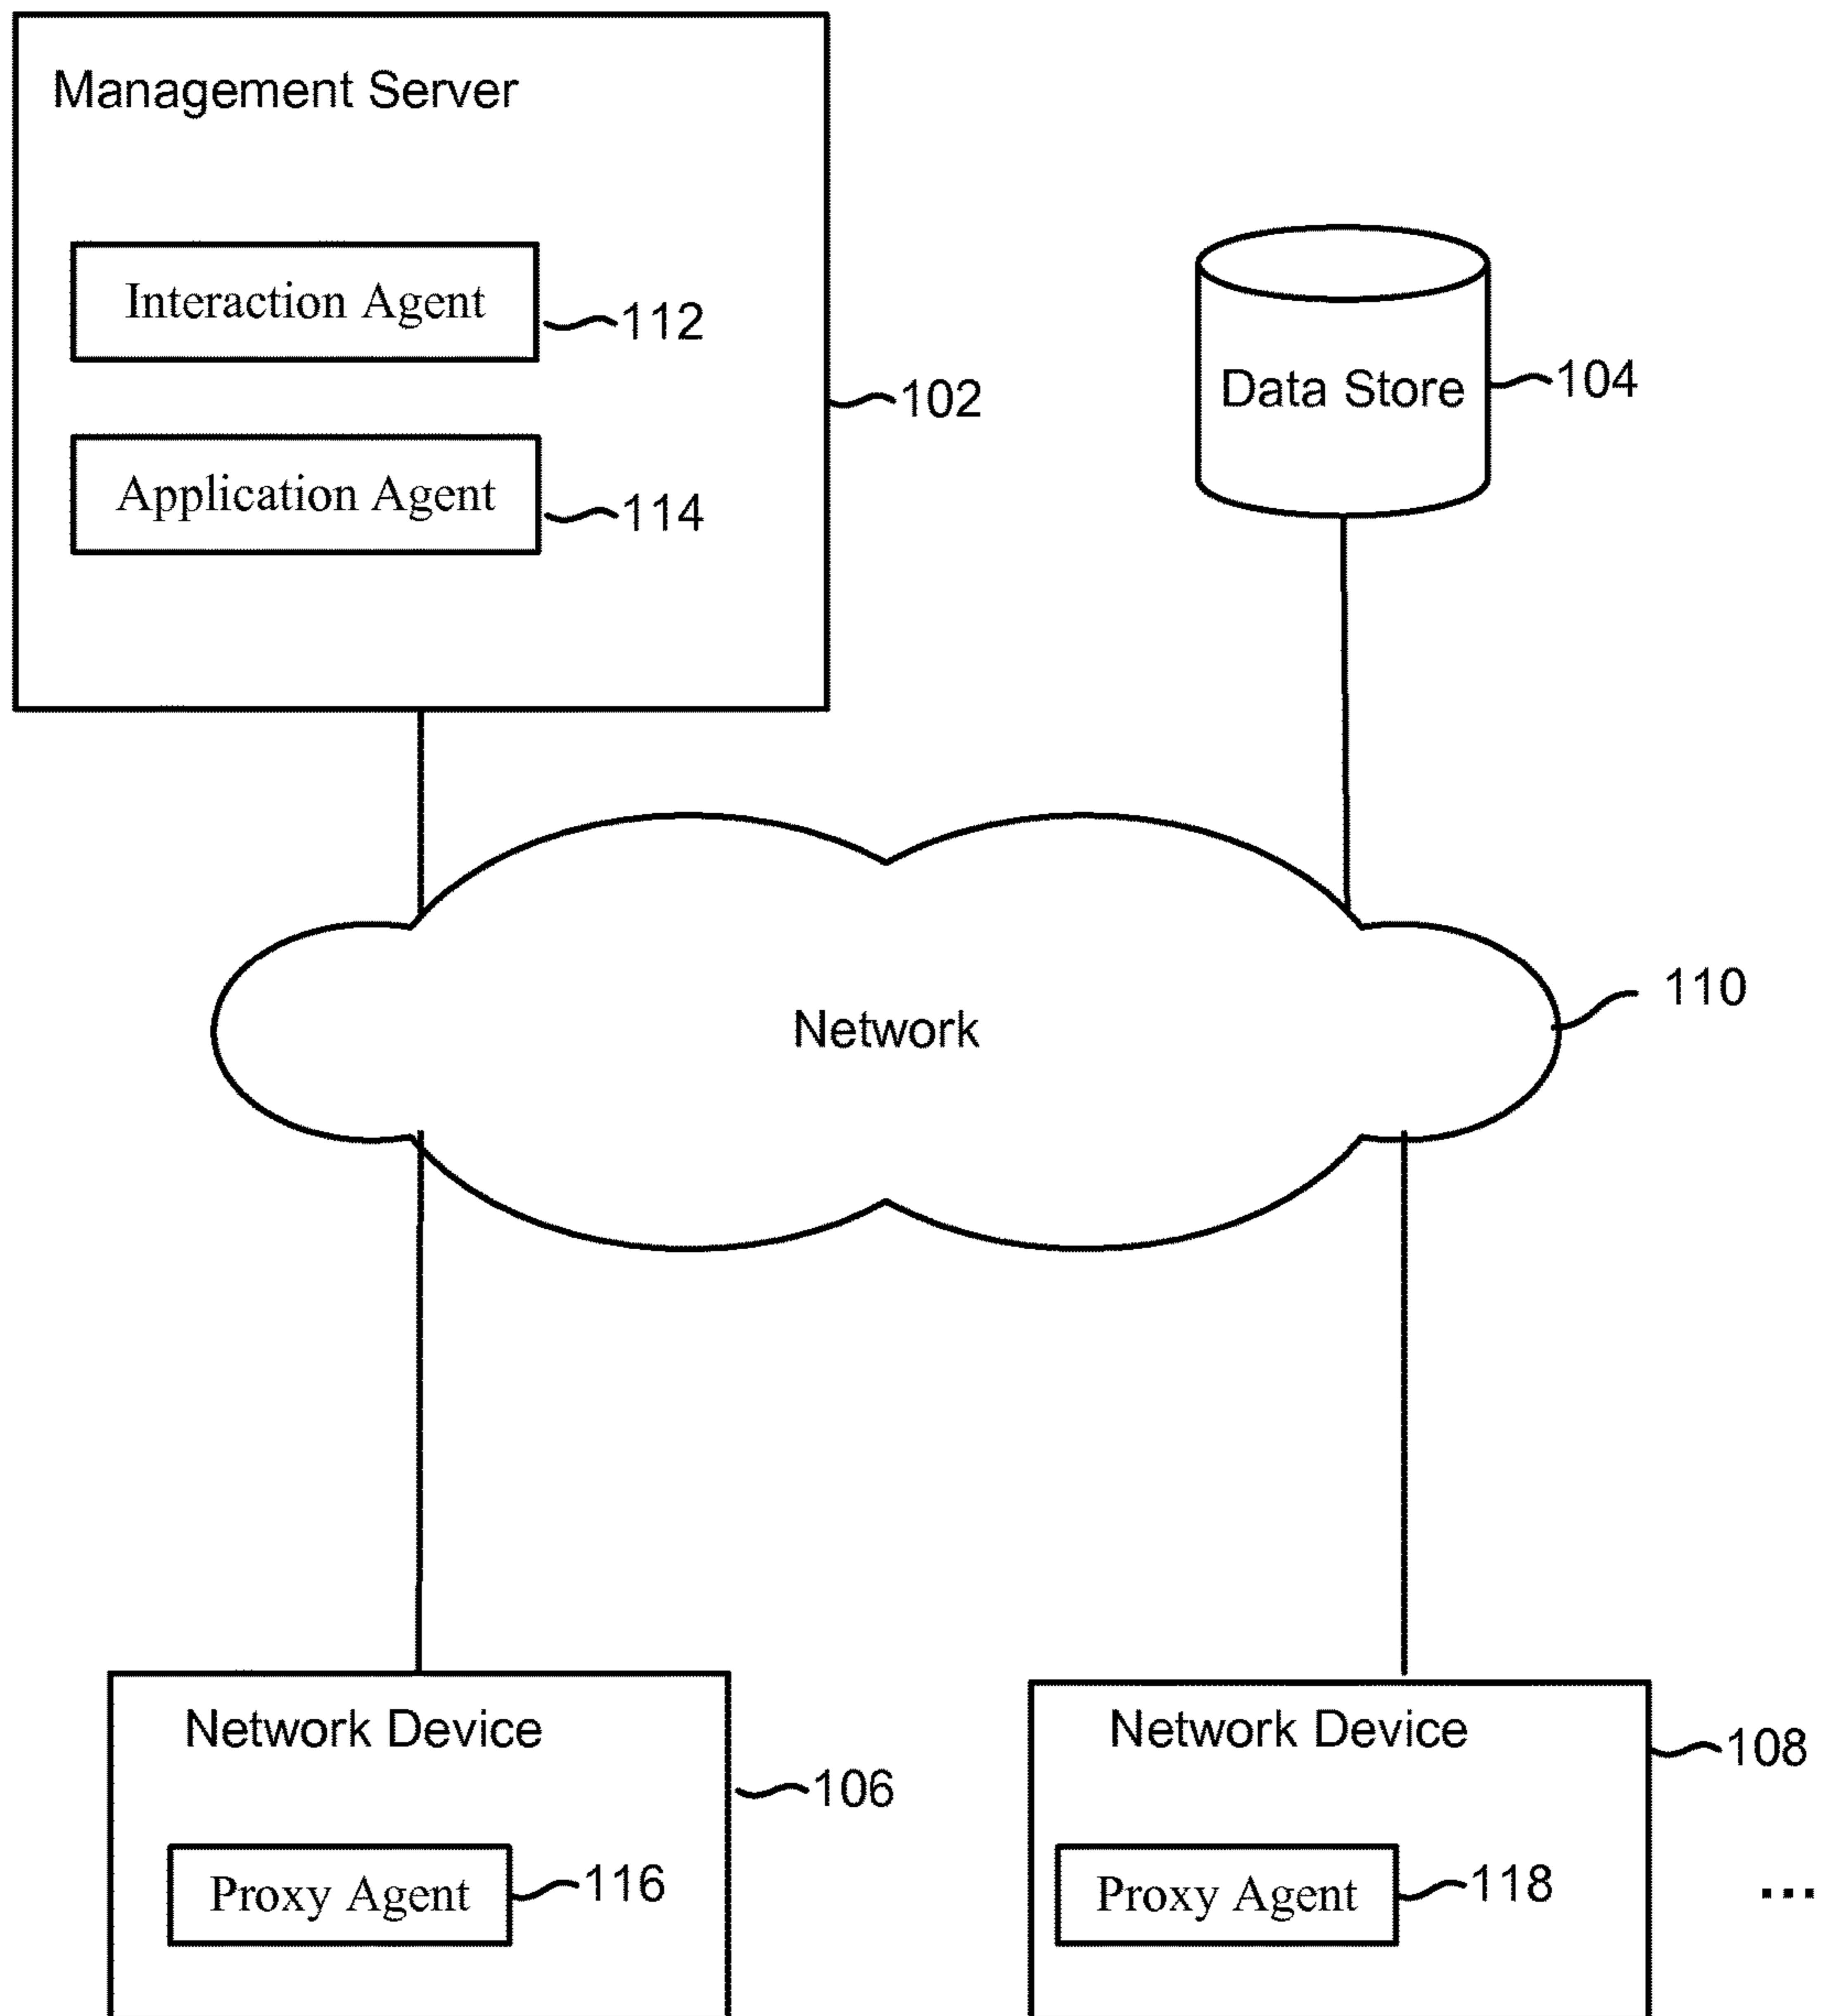 Management Server
Interaction Agent
112
102
Data Store
104
Application Agent
114
Network
110
Network Device
106
Proxy Agent
116
Network Device
108
Proxy Agent
118
...